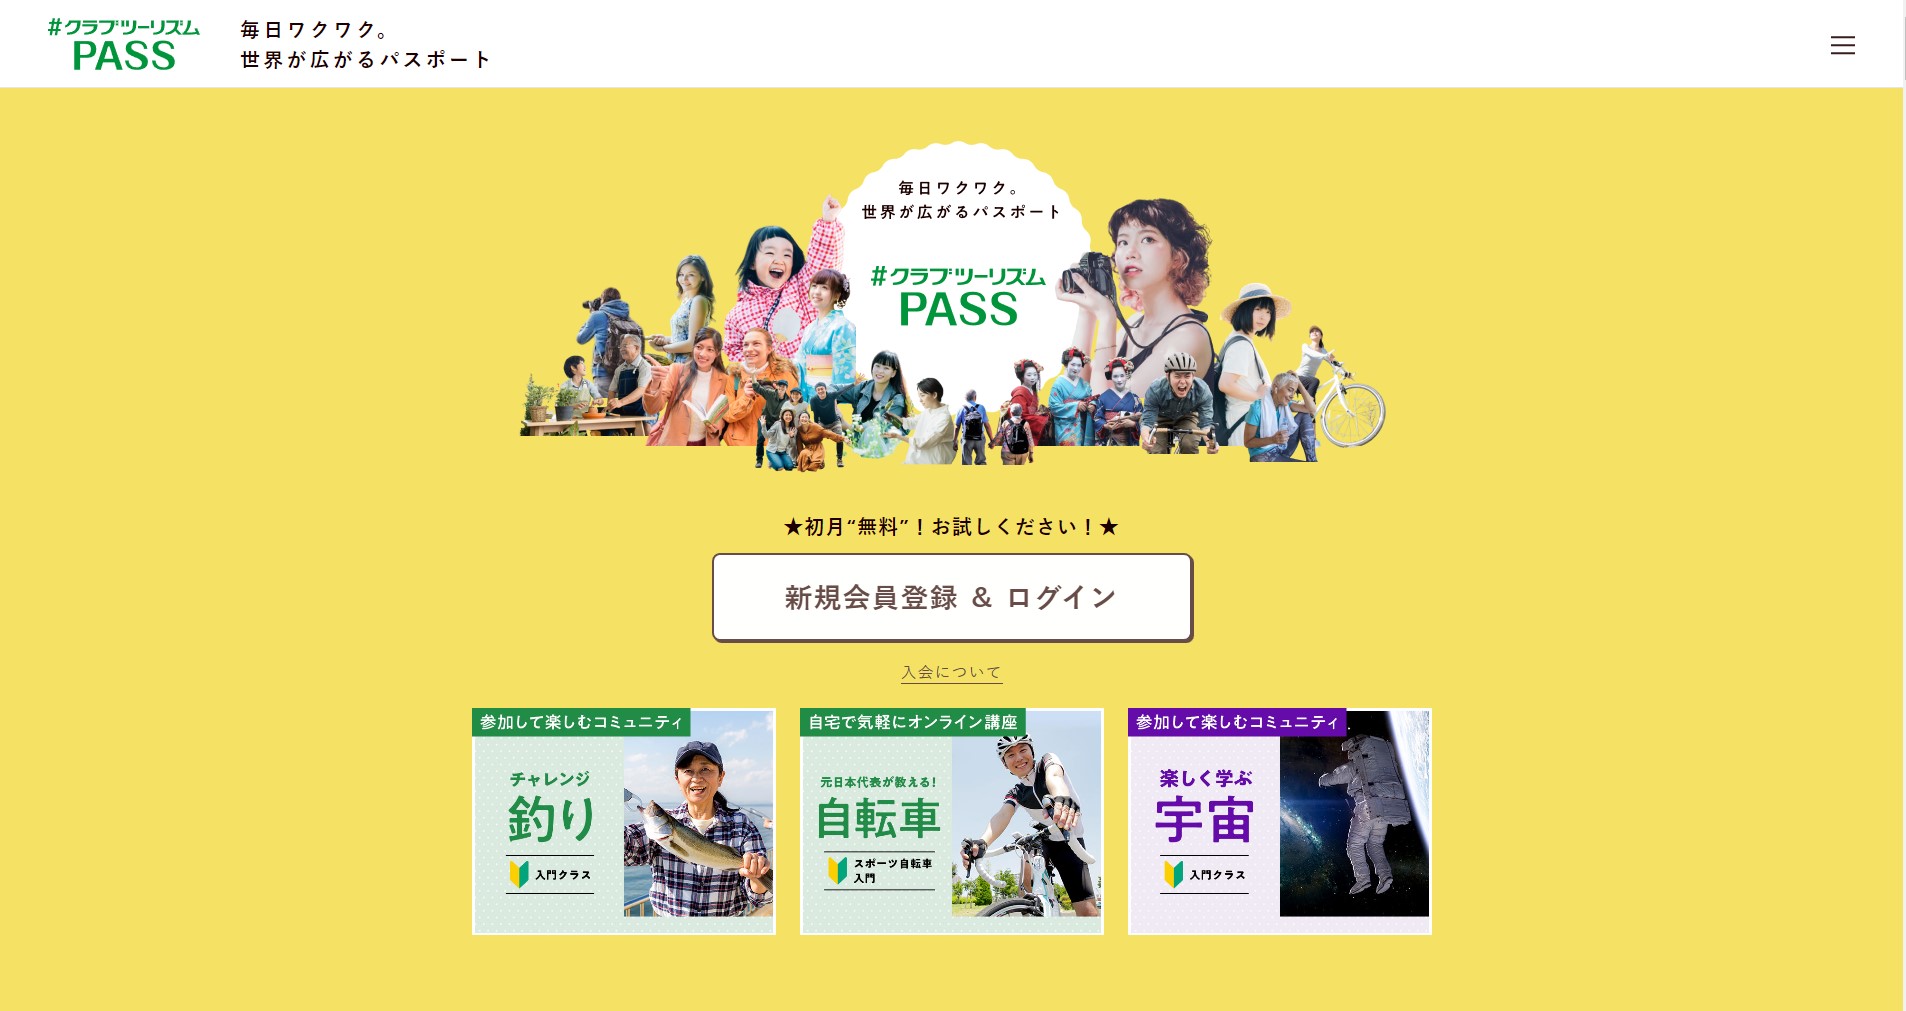 #クラブツーリズム
PASS
毎日ワクワク。
世界が広がるパスポート
毎日ワクワク。
世界が広がるパスポート
#クラブツーリズム
PASS
★初月“無料”！お試しください！★
新規会員登録 ＆ ログイン
入会について
参加して楽しむコミュニティ
チャレンジ
釣り
入門クラス
自宅で気軽にオンライン講座
元日本代表が教える!
自転車
スポーツ自転車
入門
参加して楽しむコミュニティ
楽しく学ぶ
宇宙
入門クラス